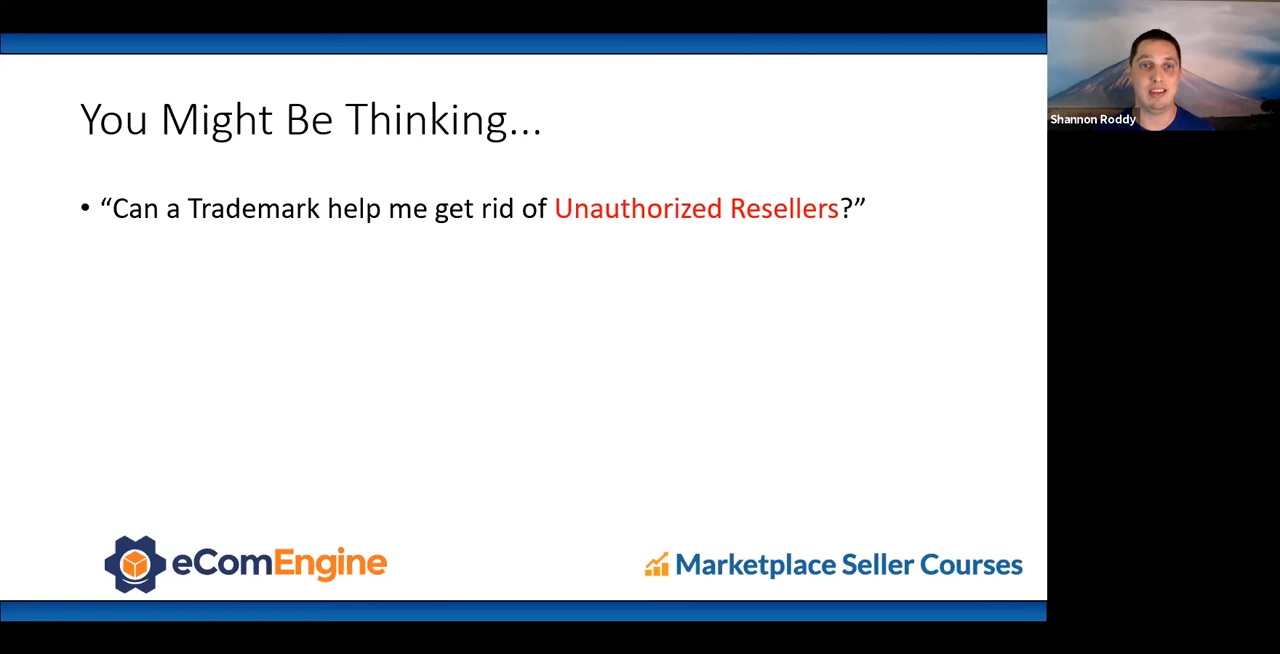 You Might Be Thinking...
• “Can a Trademark help me get rid of Unauthorized Resellers?”
eComEngine
Marketplace Seller Courses
Shannon Roddy